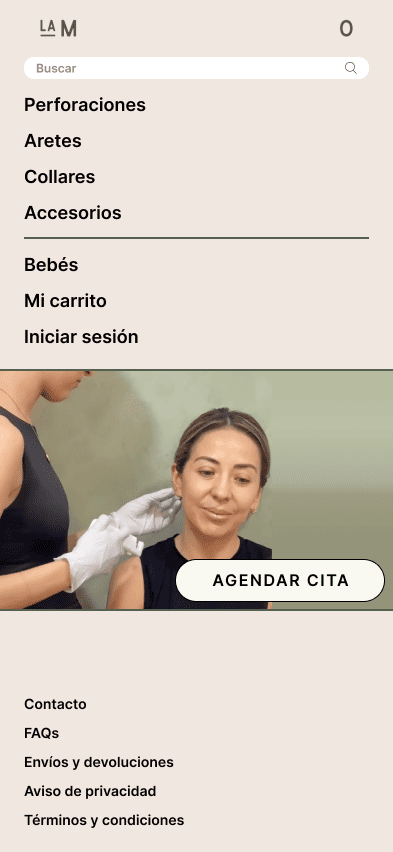 LA M
0
Buscar
Perforaciones
Aretes
Collares
Accesorios
Bebés
Mi carrito
Iniciar sesión
AGENDAR CITA
Contacto
FAQs
Envíos y devoluciones
Aviso de privacidad
Términos y condiciones